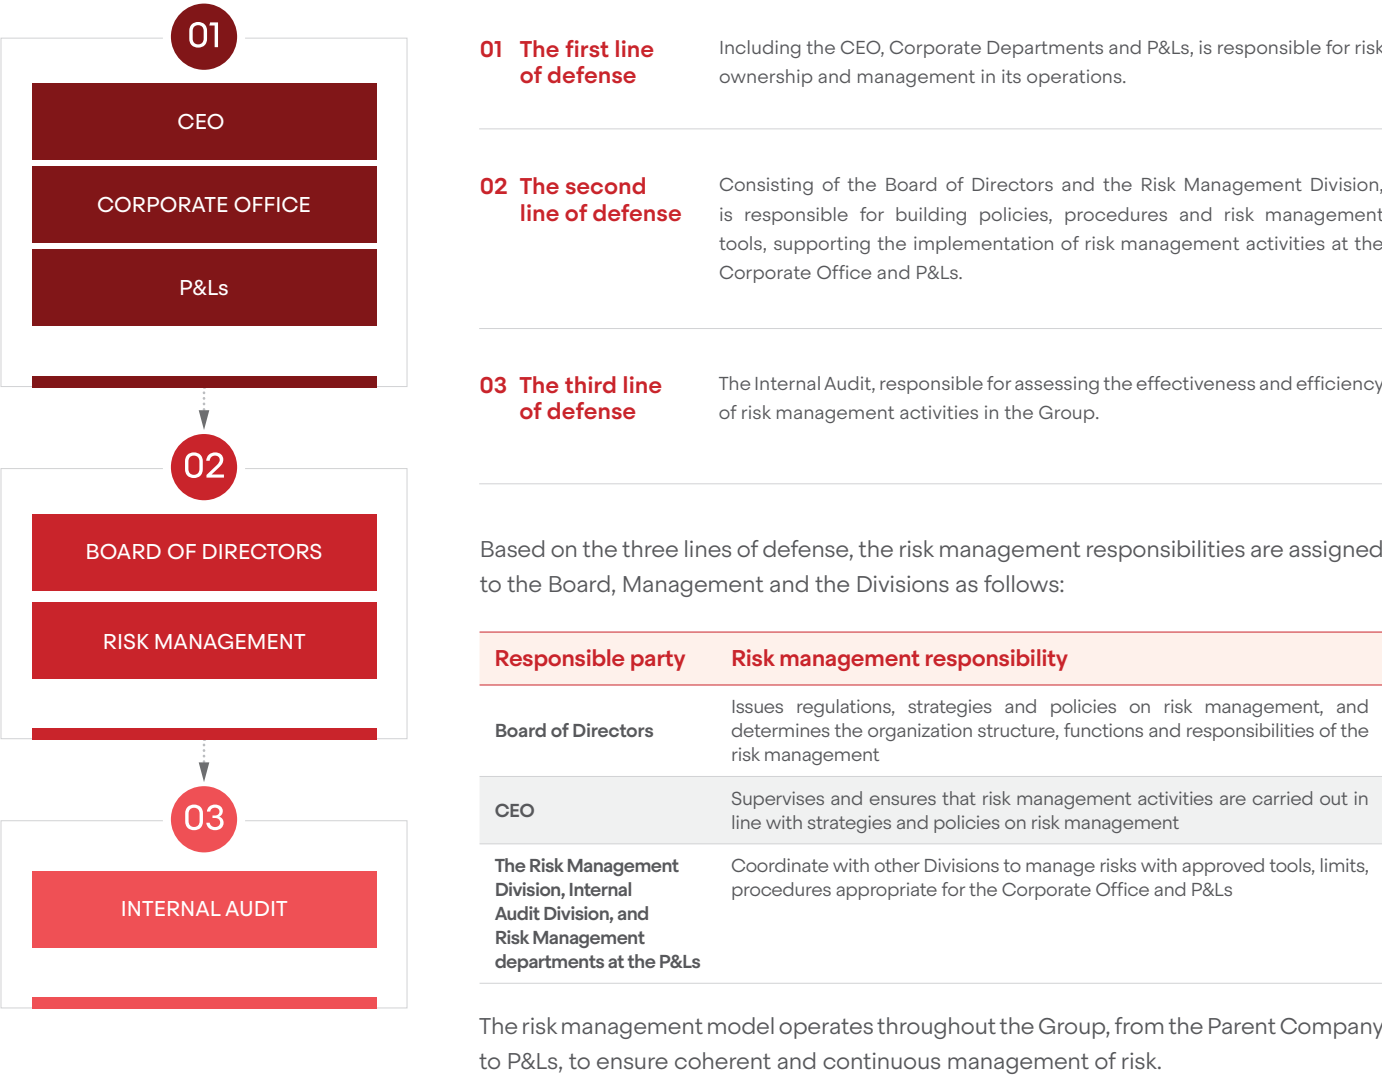 01
CEO
CORPORATE OFFICE
P&Ls
02
BOARD OF DIRECTORS
RISK MANAGEMENT
03
INTERNAL AUDIT
01 The first line
of defense
Including the CEO, Corporate Departments and P&Ls, is responsible for risk
ownership and management in its operations.
02 The second
line of defense
Consisting of the Board of Directors and the Risk Management Division,
is responsible for building policies, procedures and risk management
tools, supporting the implementation of risk management activities at the
Corporate Office and P&Ls.
03 The third line
of defense
The Internal Audit, responsible for assessing the effectiveness and efficiency
of risk management activities in the Group.
Based on the three lines of defense, the risk management responsibilities are assigned
to the Board, Management and the Divisions as follows:
Responsible party
Risk management responsibility
Board of Directors
Issues regulations, strategies and policies on risk management, and
determines the organization structure, functions and responsibilities of the
risk management
CEO
Supervises and ensures that risk management activities are carried out in
line with strategies and policies on risk management
The Risk Management
Division, Internal
Audit Division, and
Risk Management
departments at the P&Ls
Coordinate with other Divisions to manage risks with approved tools, limits,
procedures appropriate for the Corporate Office and P&Ls
The risk management model operates throughout the Group, from the Parent Company
to P&Ls, to ensure coherent and continuous management of risk.